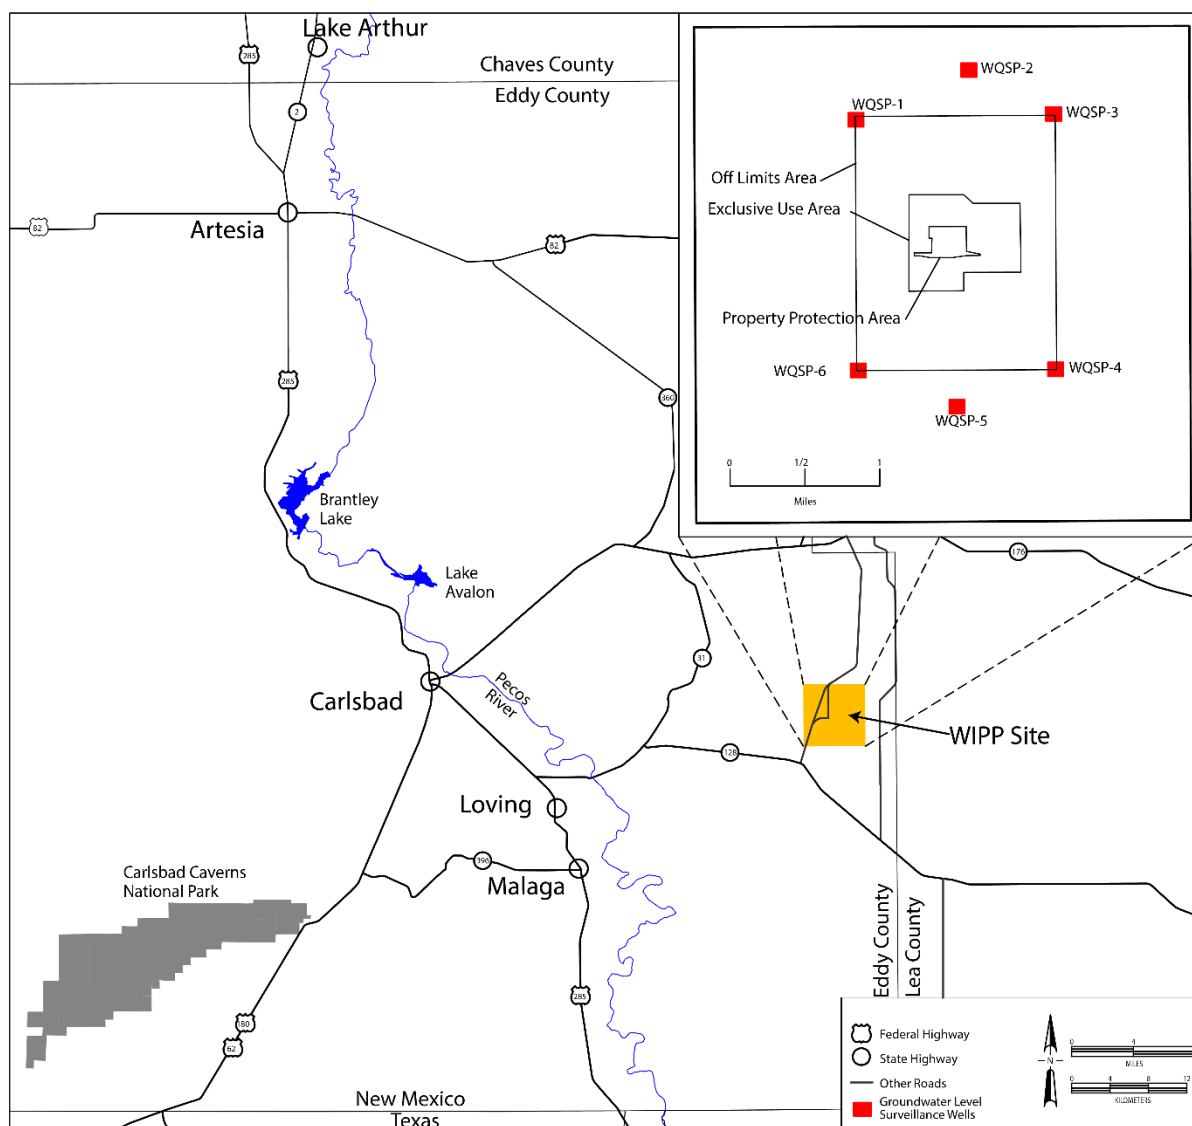 Lake Arthur
285
Chaves County
Eddy County
2
82
Artesia
82
285
360
Brantley
Lake
Lake
Avalon
Carlsbad
Pecos
River
31
176
WIPP Site
128
Loving
Malaga
396
Carlsbad Caverns
National Park
285
180
62
Eddy County
Lea County
New Mexico
Texas
WQSP-2
WQSP-1
WQSP-3
Off Limits Area
Exclusive Use Area
Property Protection Area
WQSP-6
WQSP-4
WQSP-5
0 1/2 1
Miles
Federal Highway
State Highway
Other Roads
Groundwater Level
Surveillance Wells
N
0 4
MILES
0 4 8 12
KILOMETERS